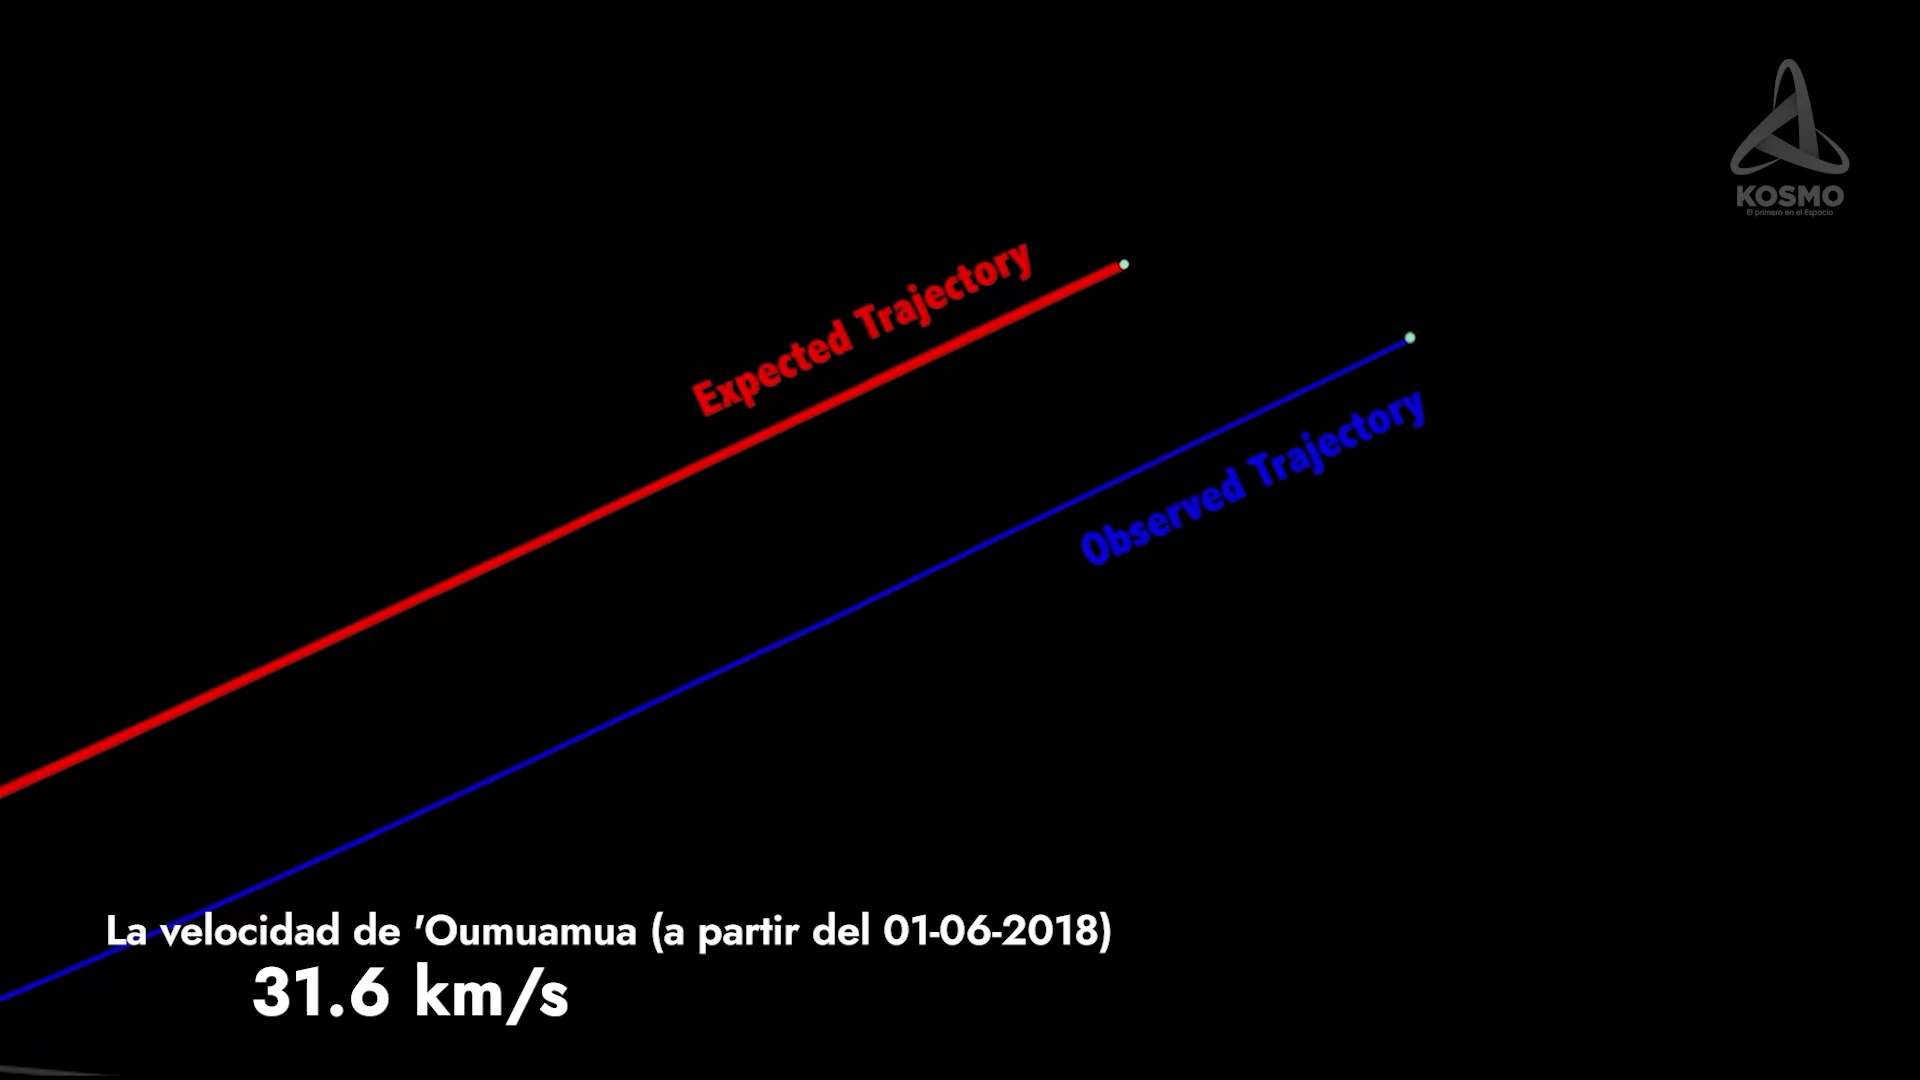 KOSMO
El primero en el Espacio
Expected Trajectory
Observed Trajectory
La velocidad de 'Oumuamua (a partir del 01-06-2018)
31.6 km/s